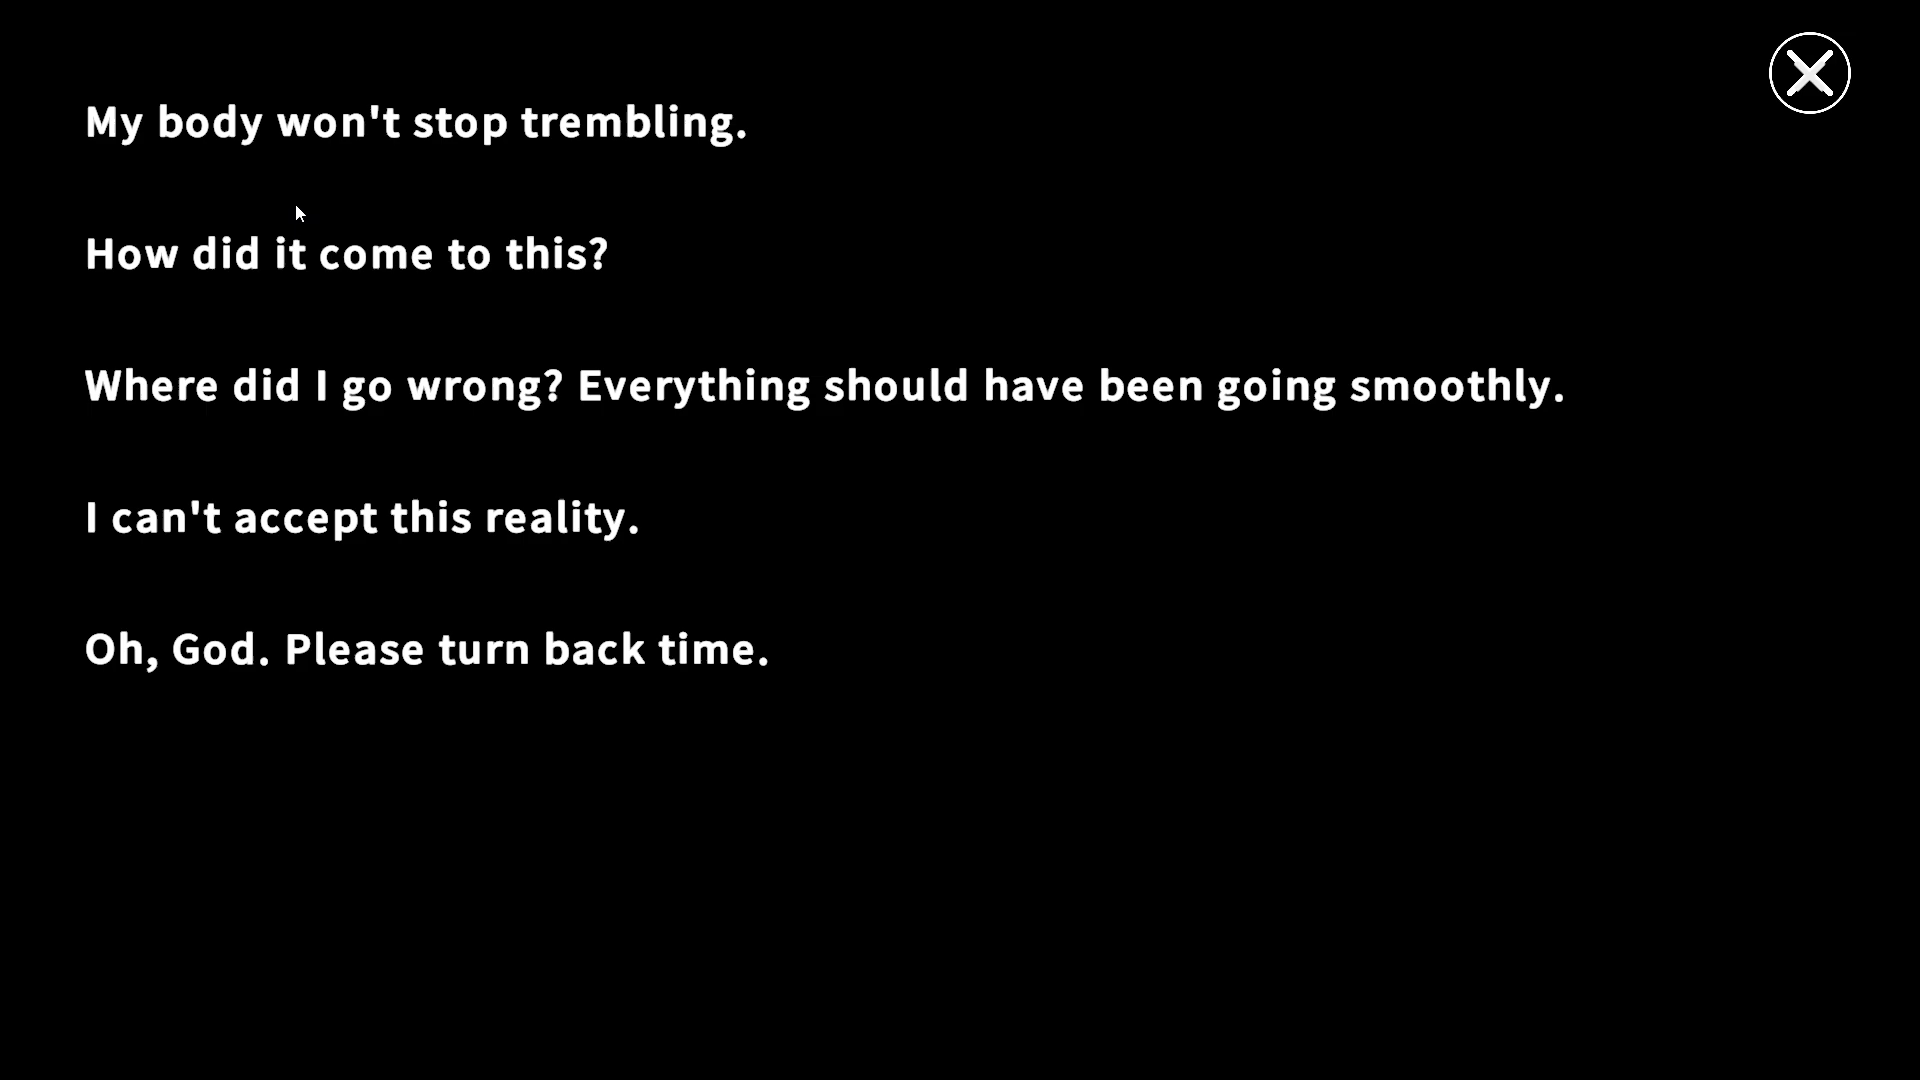 My body won't stop trembling.
How did it come to this?
Where did I go wrong? Everything should have been going smoothly.
I can't accept this reality.
Oh, God. Please turn back time.